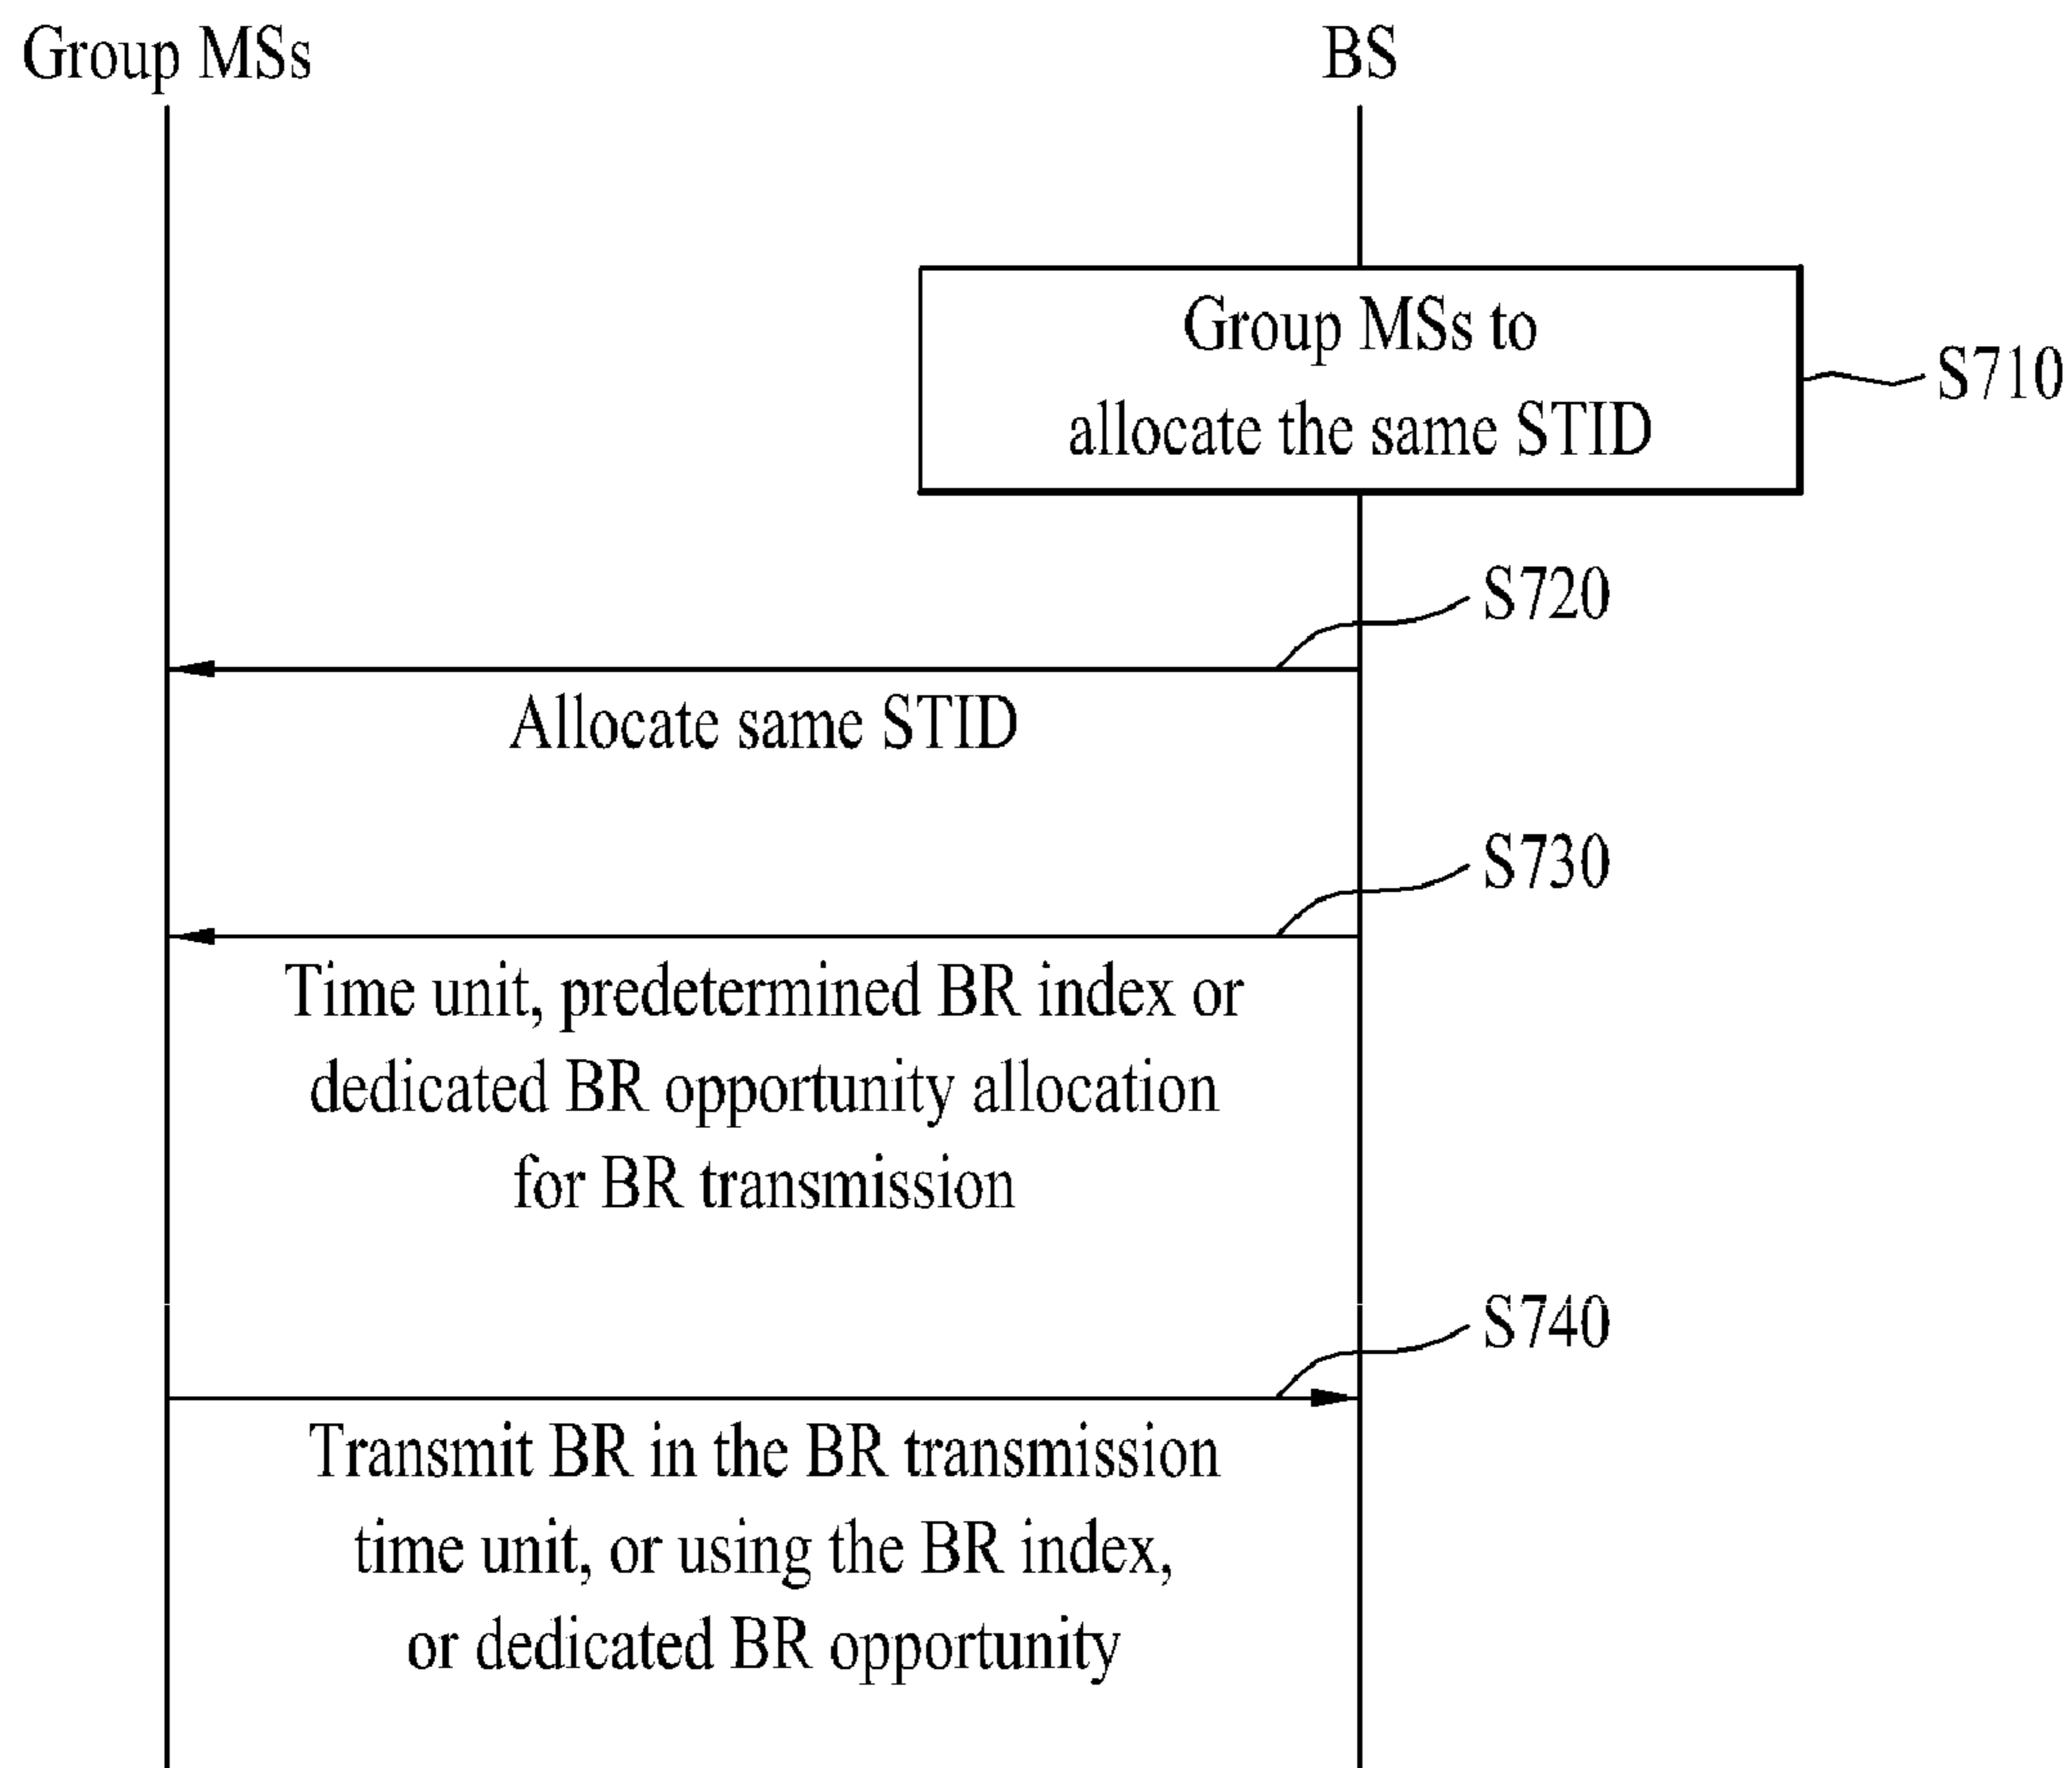 Group MSs
BS
Group MSs to
allocate the same STID
S710
S720
Allocate same STID
S730
Time unit, predetermined BR index or
dedicated BR opportunity allocation
for BR transmission
S740
Transmit BR in the BR transmission
time unit, or using the BR index,
or dedicated BR opportunity